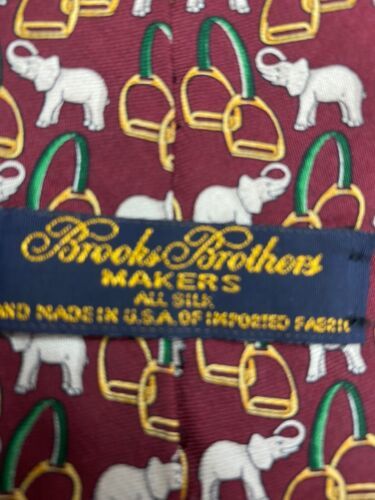 Brooks Brothers
MAKERS
ALL SILK
AND MADE IN U.S.A. OF IMPORTED FABRIC